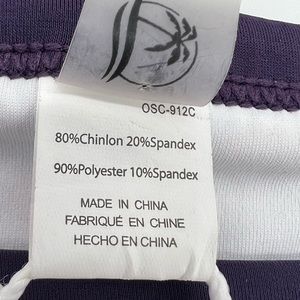 OSC-912C
80%Chinlon 20%Spandex
90%Polyester 10%Spandex
MADE IN CHINA
FABRIQUÉ EN CHINE
HECHO EN CHINA